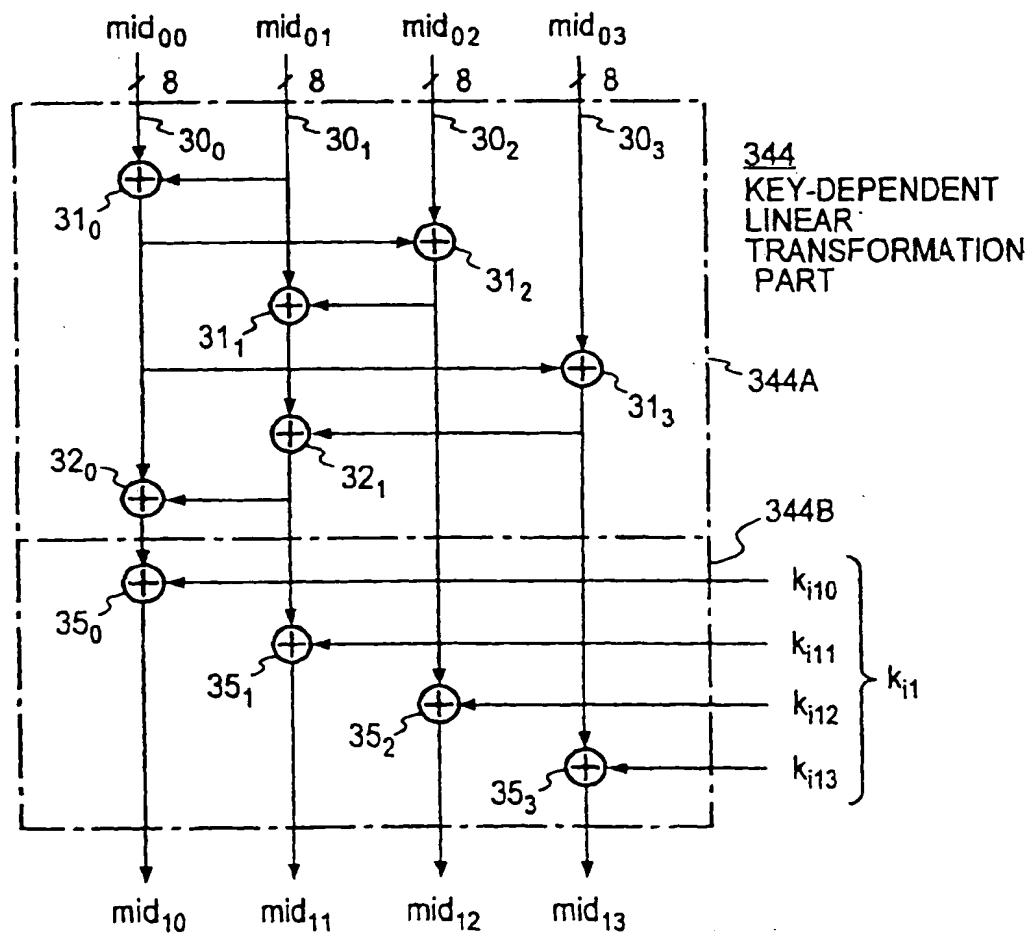 mid₀₀ mid₀₁ mid₀₂ mid₀₃
8 8 8 8
30₀ 30₁ 30₂ 30₃
344
KEY-DEPENDENT
LINEAR
TRANSFORMATION
PART
31₀
31₂
31₁
344A
31₃
32₁
32₀
344B
kᵢ₁₀
35₀
kᵢ₁₁
35₁
kᵢ₁
kᵢ₁₂
35₂
kᵢ₁₃
35₃
mid₁₀ mid₁₁ mid₁₂ mid₁₃